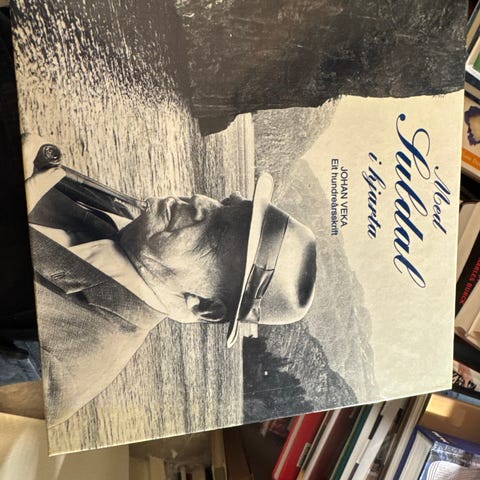 Med
Suldal
i hjarta
JOHAN VEKA
Eit hundreårsskrift